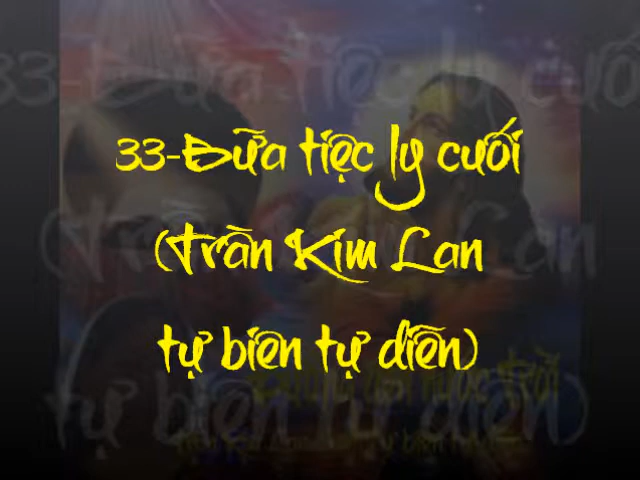 33-Bữa tiệc ly cuối
(Trần Kim Lan
tự biên tự diễn)